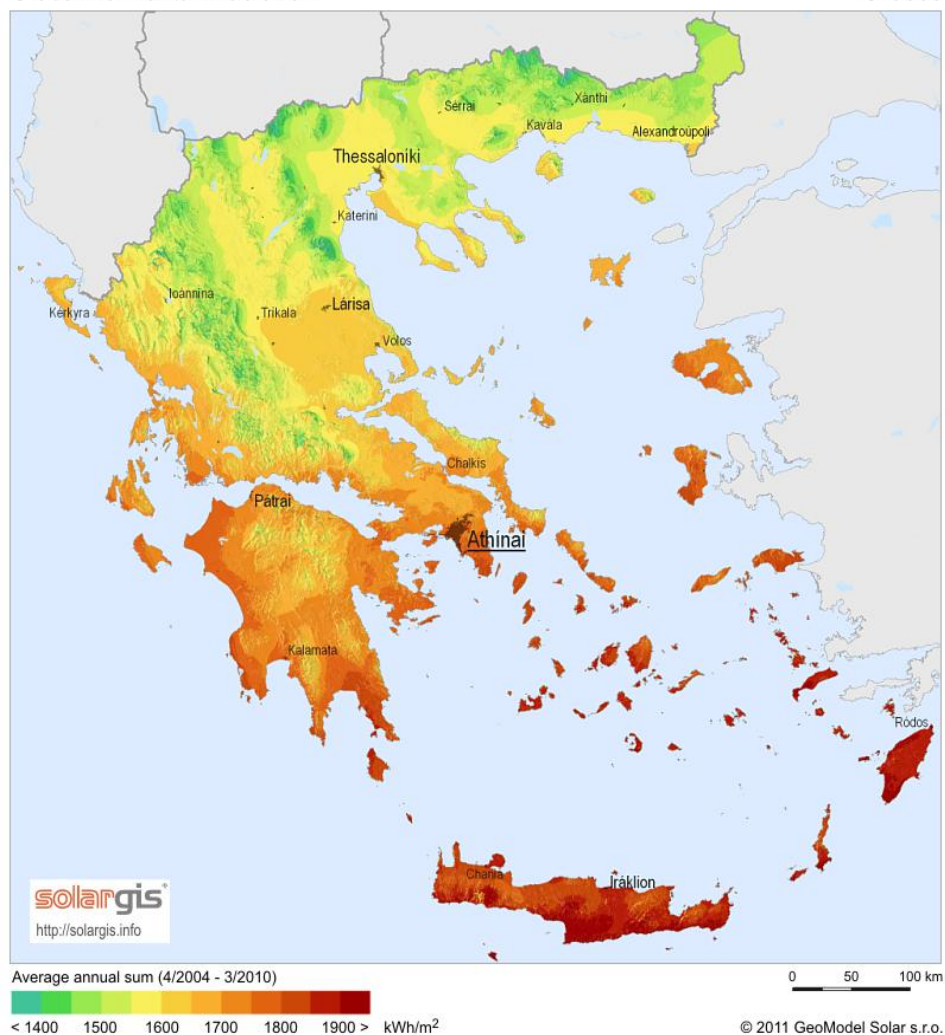 Sérrai
Xánthi
Kavála
Alexandroúpoli
Thessaloníki
Kateríni
Ioánnina
Kérkyra
Tríkala
Lárisa
Vólos
Chalkís
Pátrai
Athínai
Kalamáta
Ródos
Chaniá
Iráklion
solargis
http://solargis.info
Average annual sum (4/2004 - 3/2010)
0 50 100 km
< 1400 1500 1600 1700 1800 1900 > kWh/m2
© 2011 GeoModel Solar s.r.o.